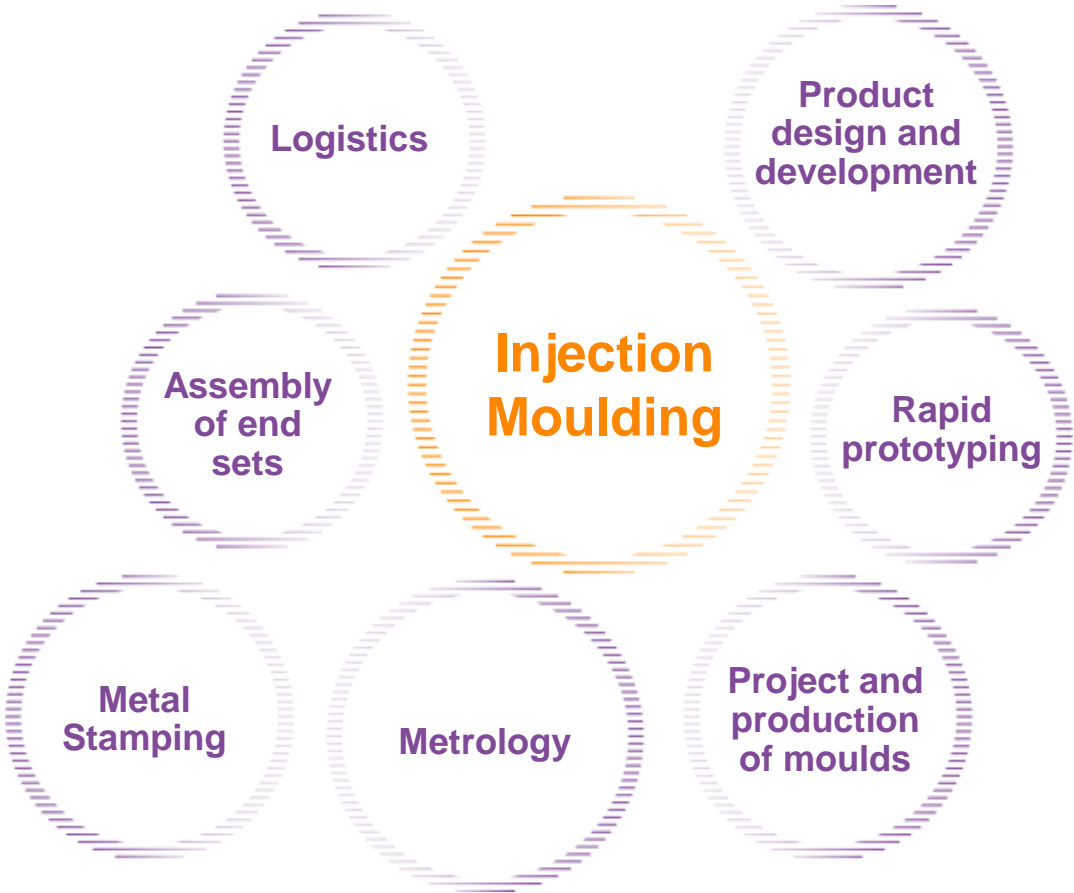 Logistics
Product
design and
development
Injection
Moulding
Assembly
of end
sets
Rapid
prototyping
Metal
Stamping
Metrology
Project and
production
of moulds